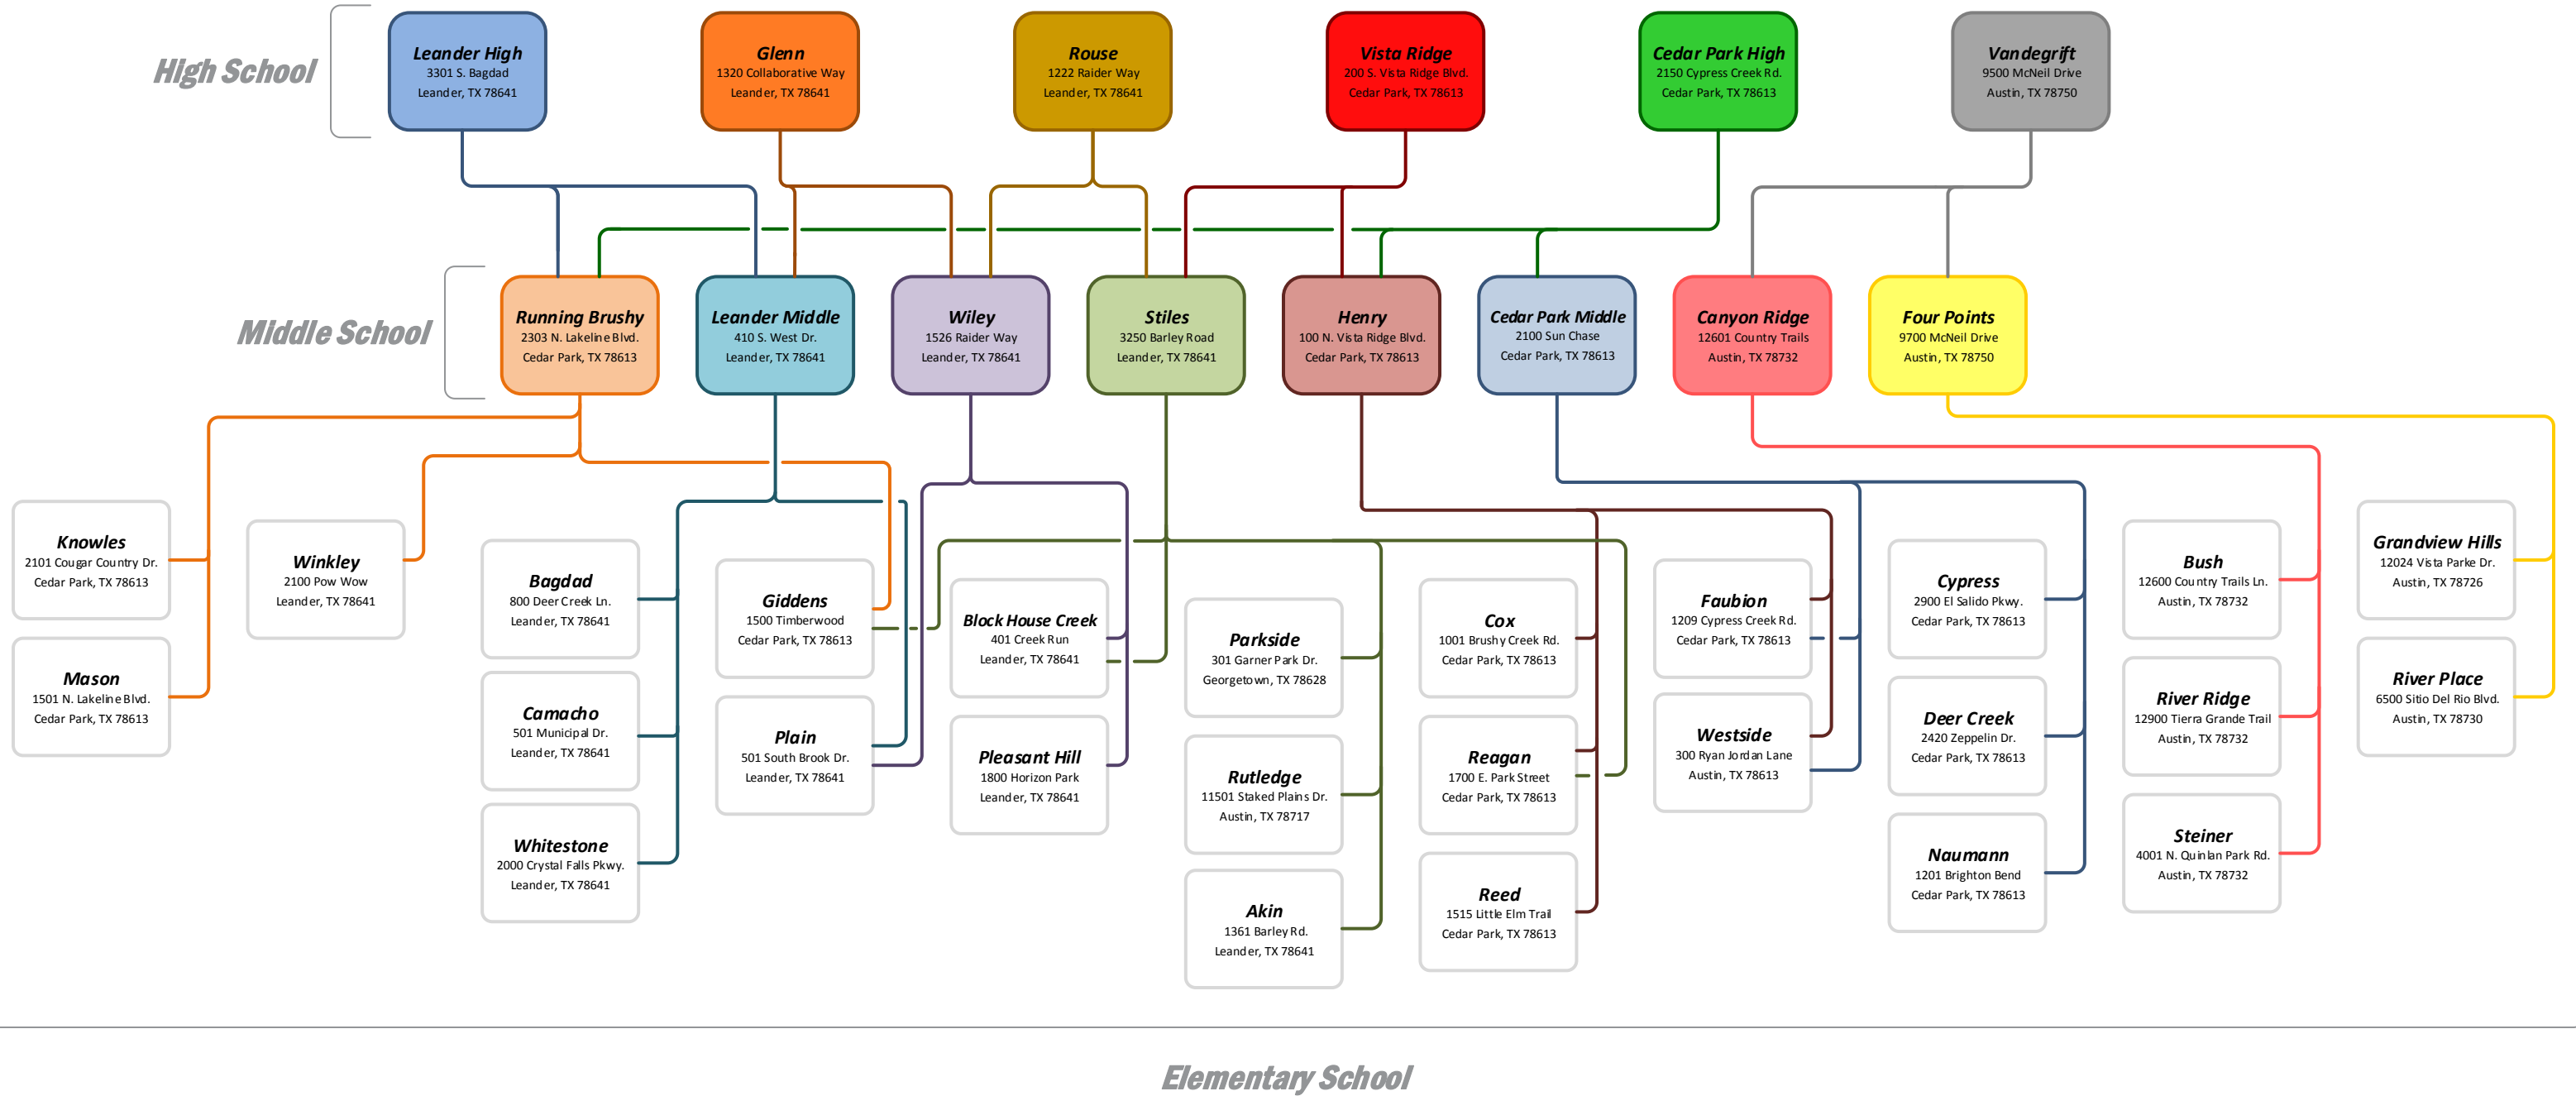 High School
Leander High
3301 S. Bagdad
Leander, TX 78641
Glenn
1320 Collaborative Way
Leander, TX 78641
Rouse
1222 Raider Way
Leander, TX 78641
Vista Ridge
200 S. Vista Ridge Blvd.
Cedar Park, TX 78613
Cedar Park High
2150 Cypress Creek Rd.
Cedar Park, TX 78613
Vandegrift
9500 McNeil Drive
Austin, TX 78750
Middle School
Running Brushy
2303 N. Lakeline Blvd.
Cedar Park, TX 78613
Leander Middle
410 S. West Dr.
Leander, TX 78641
Wiley
1526 Raider Way
Leander, TX 78641
Stiles
3250 Barley Road
Leander, TX 78641
Henry
100 N. Vista Ridge Blvd.
Cedar Park, TX 78613
Cedar Park Middle
2100 Sun Chase
Cedar Park, TX 78613
Canyon Ridge
12601 Country Trails
Austin, TX 78732
Four Points
9700 McNeil Drive
Austin, TX 78750
Knowles
2101 Cougar Country Dr.
Cedar Park, TX 78613
Mason
1501 N. Lakeline Blvd.
Cedar Park, TX 78613
Winkley
2100 Pow Wow
Leander, TX 78641
Bagdad
800 Deer Creek Ln.
Leander, TX 78641
Camacho
501 Municipal Dr.
Leander, TX 78641
Whitestone
2000 Crystal Falls Pkwy.
Leander, TX 78641
Giddens
1500 Timberwood
Cedar Park, TX 78613
Plain
501 South Brook Dr.
Leander, TX 78641
Block House Creek
401 Creek Run
Leander, TX 78641
Pleasant Hill
1800 Horizon Park
Leander, TX 78641
Parkside
301 Garner Park Dr.
Georgetown, TX 78628
Rutledge
11501 Staked Plains Dr.
Austin, TX 78717
Akin
1361 Barley Rd.
Leander, TX 78641
Cox
1001 Brushy Creek Rd.
Cedar Park, TX 78613
Reagan
1700 E. Park Street
Cedar Park, TX 78613
Reed
1515 Little Elm Trail
Cedar Park, TX 78613
Faubion
1209 Cypress Creek Rd.
Cedar Park, TX 78613
Westside
300 Ryan Jordan Lane
Austin, TX 78613
Cypress
2900 El Salido Pkwy.
Cedar Park, TX 78613
Deer Creek
2420 Zeppelin Dr.
Cedar Park, TX 78613
Naumann
1201 Brighton Bend
Cedar Park, TX 78613
Bush
12600 Country Trails Ln.
Austin, TX 78732
River Ridge
12900 Tierra Grande Trail
Austin, TX 78732
Steiner
4001 N. Quinlan Park Rd.
Austin, TX 78732
Grandview Hills
12024 Vista Parke Dr.
Austin, TX 78726
River Place
6500 Sitio Del Rio Blvd.
Austin, TX 78730
Elementary School